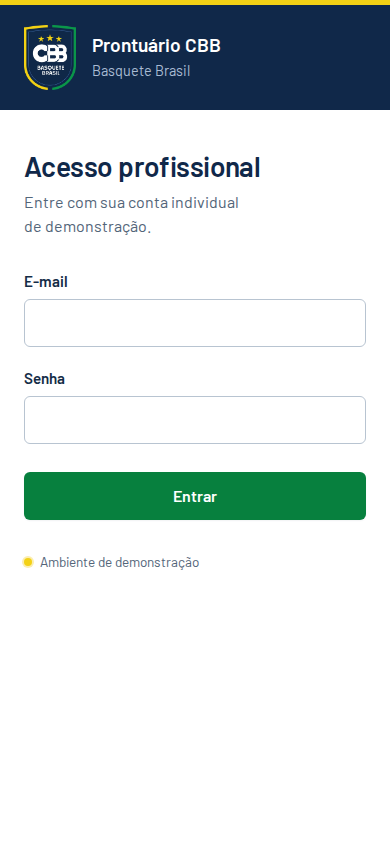 CBB
BASQUETE
BRASIL
Prontuário CBB
Basquete Brasil
Acesso profissional
Entre com sua conta individual
de demonstração.
E-mail
Senha
Entrar
Ambiente de demonstração